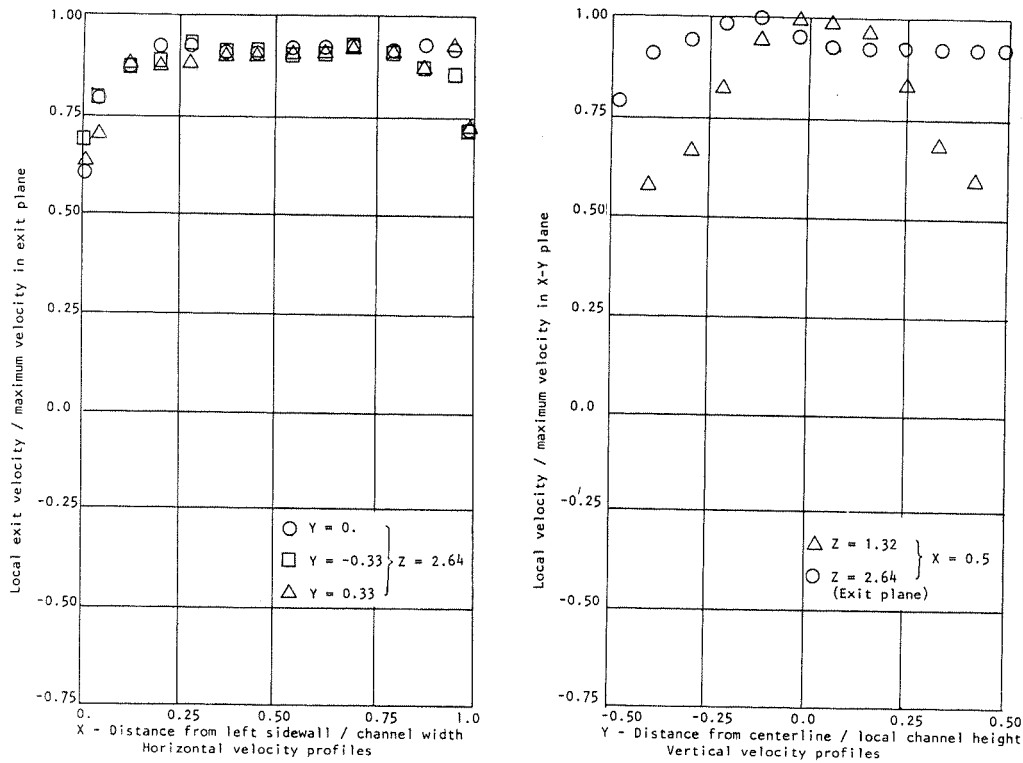 Local exit velocity / maximum velocity in exit plane
1.00
0.75
0.50
0.25
0.0
-0.25
-0.50
-0.75
○ Y = 0.
□ Y = -0.33
△ Y = 0.33
Z = 2.64
0. 0.25 0.50 0.75 1.0
X - Distance from left sidewall / channel width
Horizontal velocity profiles
Local velocity / maximum velocity in X-Y plane
1.00
0.75
0.50
0.25
0.0
-0.25
-0.50
-0.75
△ Z = 1.32
○ Z = 2.64
(Exit plane)
X = 0.5
-0.50 -0.25 0.0 0.25 0.50
Y - Distance from centerline / local channel height
Vertical velocity profiles